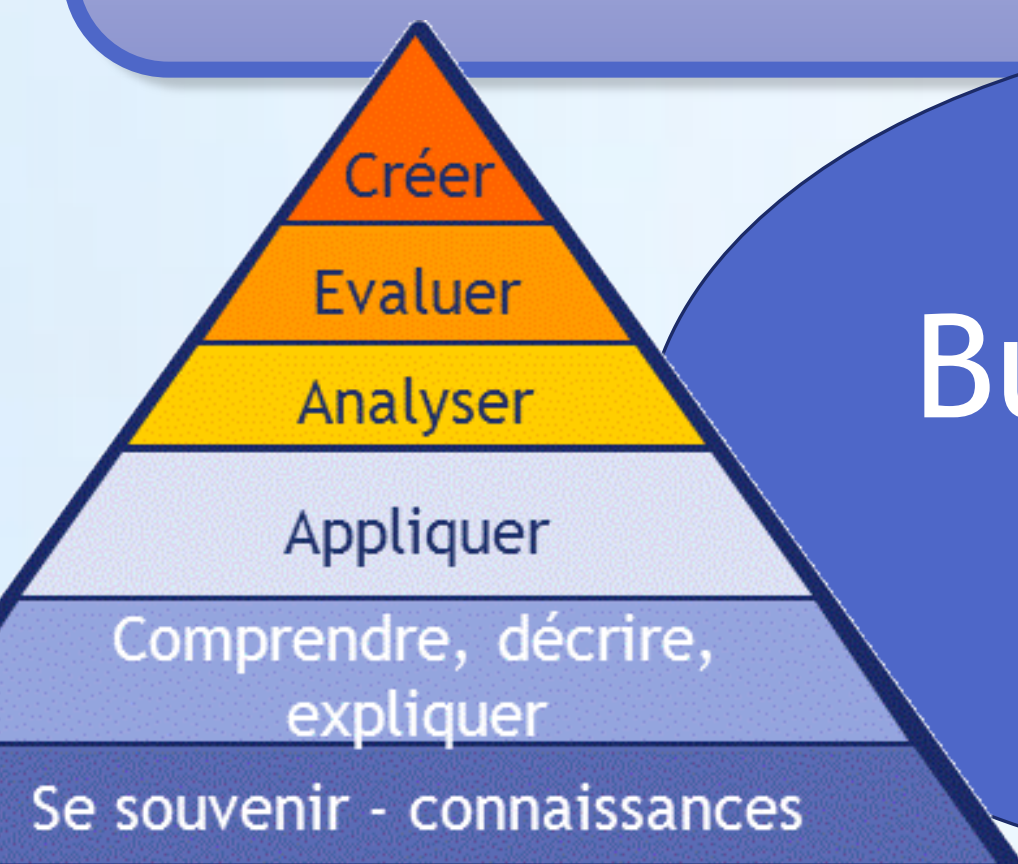 Créer
Evaluer
Analyser
Appliquer
Comprendre, décrire,
expliquer
Se souvenir - connaissances